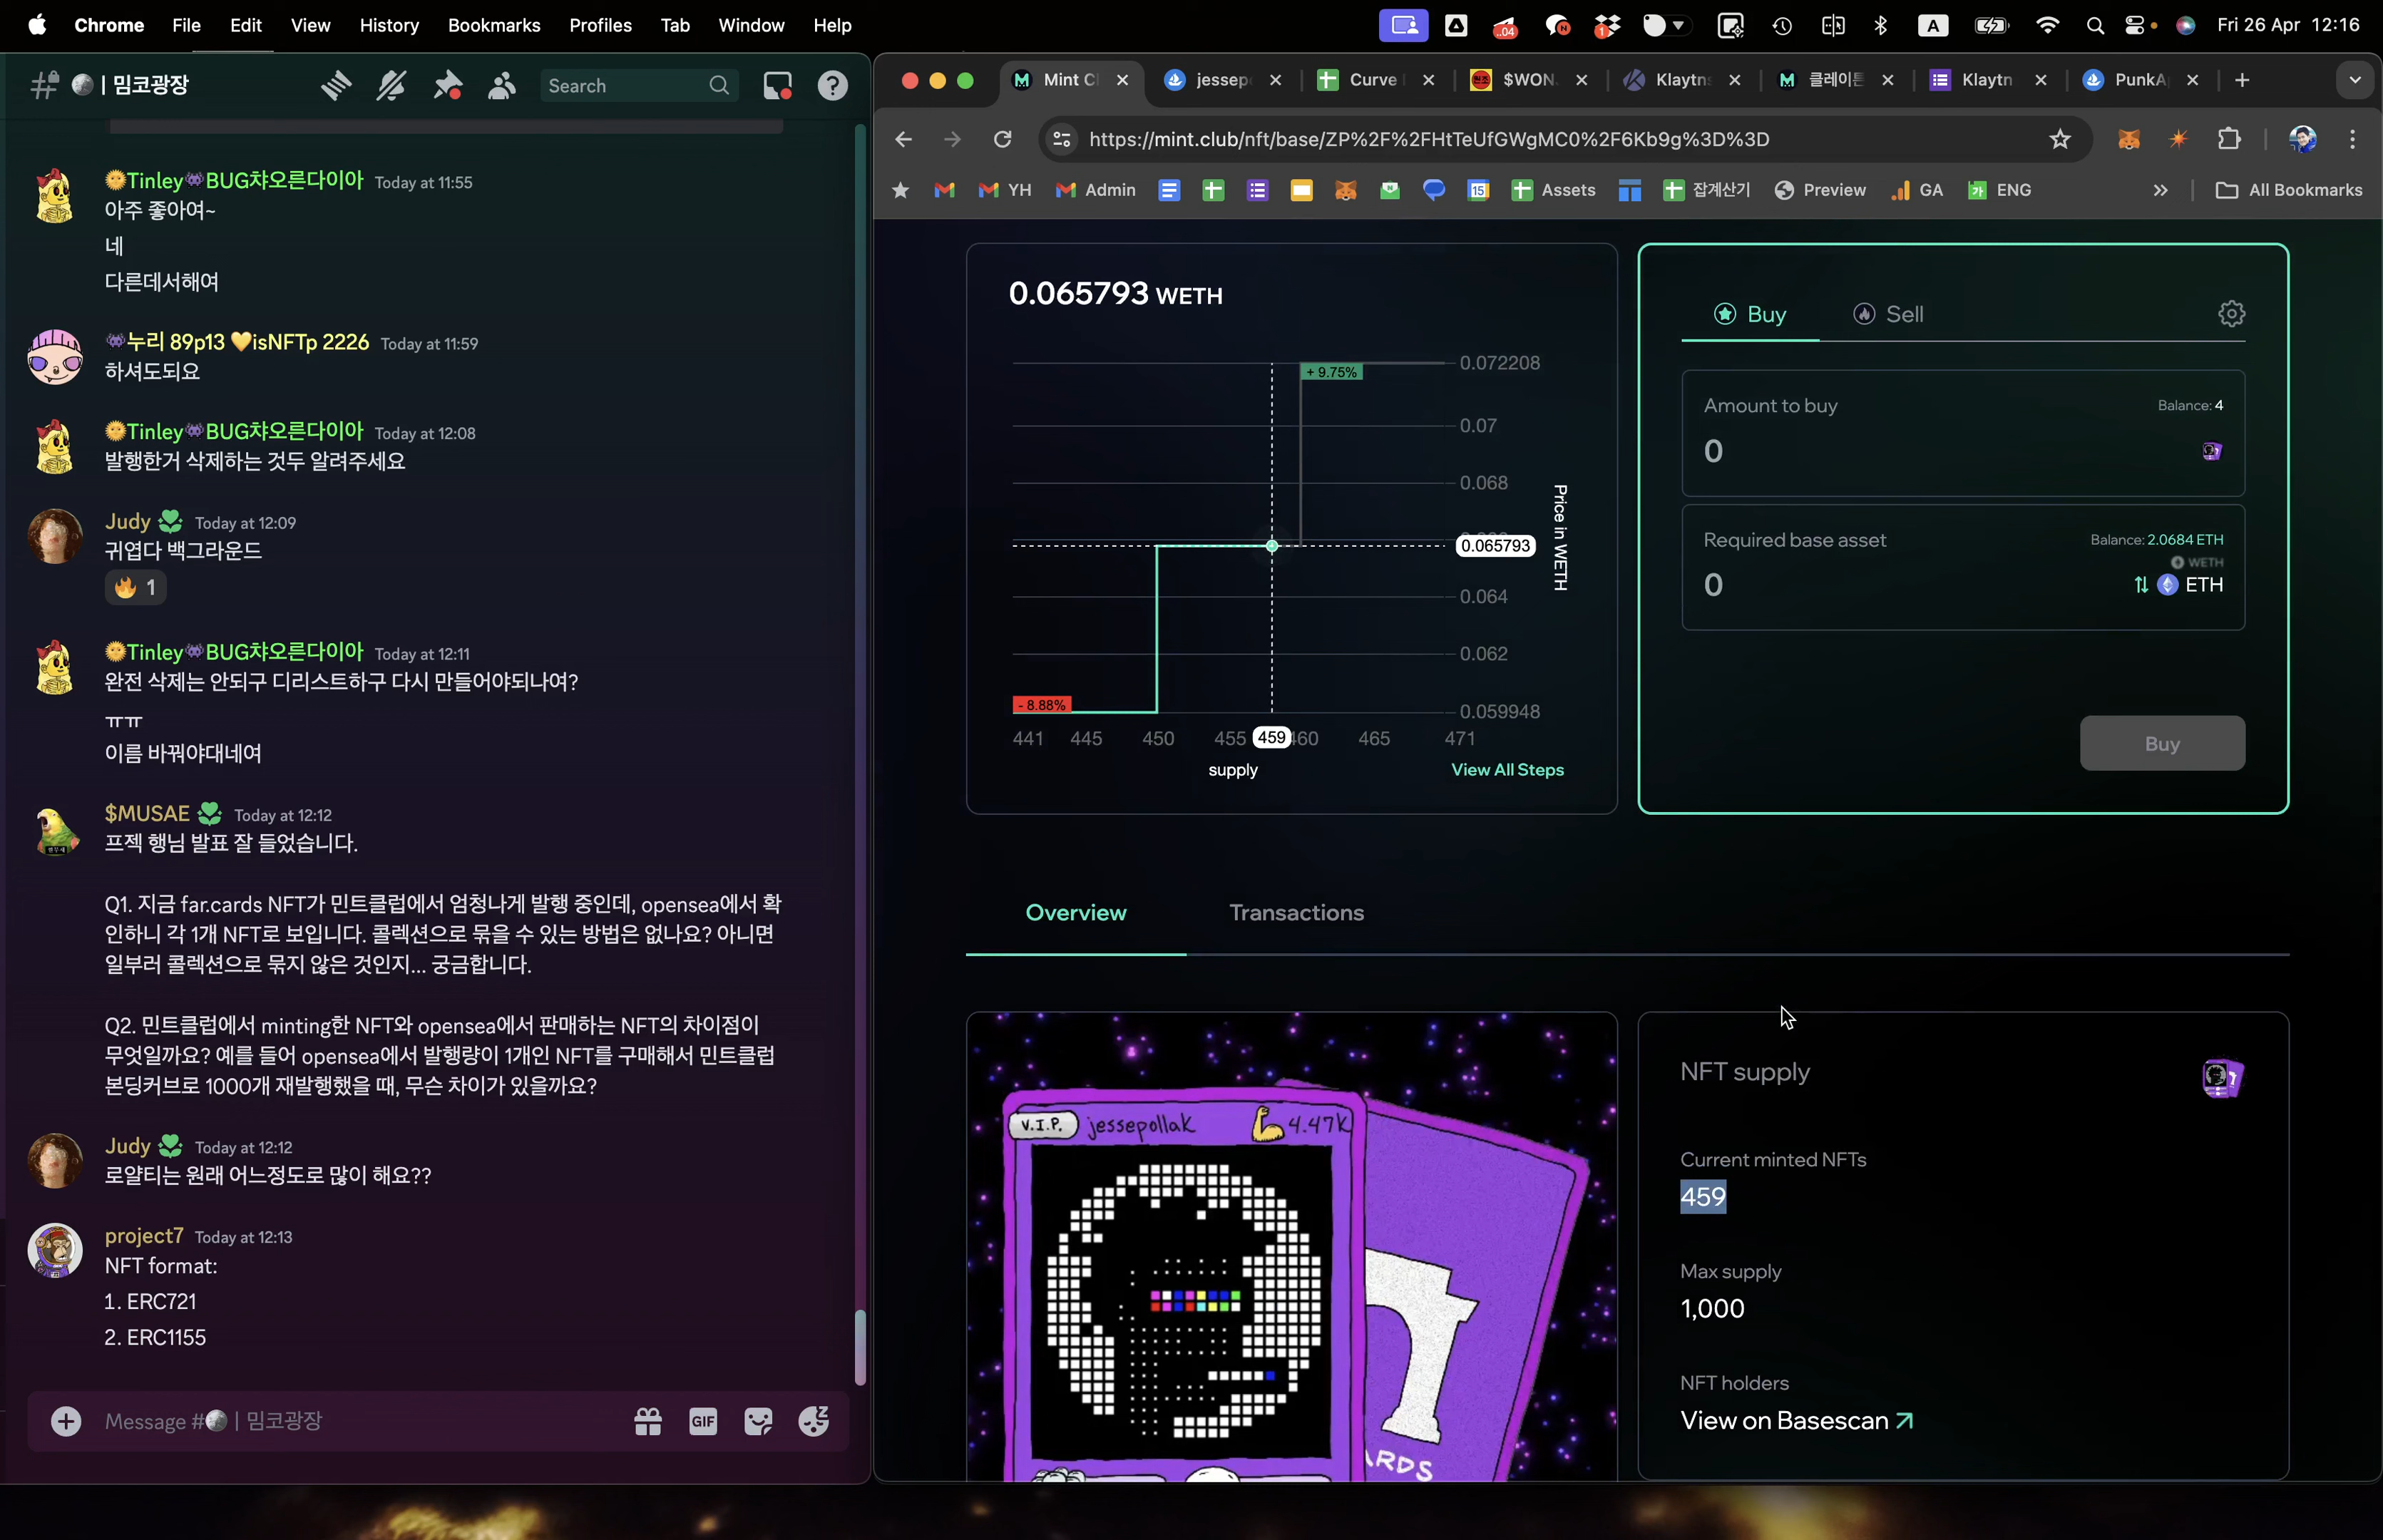 Chrome File Edit View History Bookmarks Profiles Tab Window Help
Fri 26 Apr 12:16
| 밈코광장
Search
Tinley BUG챠오른다이아 Today at 11:55
아주 좋아여~
네
다른데서해여
누리 89p13 isNFTp 2226 Today at 11:59
하셔도되요
Tinley BUG챠오른다이아 Today at 12:08
발행한거 삭제하는 것두 알려주세요
Judy Today at 12:09
귀엽다 백그라운드
1
Tinley BUG챠오른다이아 Today at 12:11
완전 삭제는 안되구 디리스트하구 다시 만들어야되나여?
ㅠㅠ
이름 바꿔야대네여
$MUSAE Today at 12:12
프젝 행님 발표 잘 들었습니다.
Q1. 지금 far.cards NFT가 민트클럽에서 엄청나게 발행 중인데, opensea에서 확
인하니 각 1개 NFT로 보입니다. 콜렉션으로 묶을 수 있는 방법은 없나요? 아니면
일부러 콜렉션으로 묶지 않은 것인지... 궁금합니다.
Q2. 민트클럽에서 minting한 NFT와 opensea에서 판매하는 NFT의 차이점이
무엇일까요? 예를 들어 opensea에서 발행량이 1개인 NFT를 구매해서 민트클럽
본딩커브로 1000개 재발행했을 때, 무슨 차이가 있을까요?
Judy Today at 12:12
로얄티는 원래 어느정도로 많이 해요??
project7 Today at 12:13
NFT format:
1. ERC721
2. ERC1155
Message # | 밈코광장
GIF
Mint Cl jessep Curve $WON. Klaytn 클레이튼 Klaytn PunkA
https://mint.club/nft/base/ZP%2F%2FHtTeUfGWgMC0%2F6Kb9g%3D%3D
YH Admin Assets 잡계산기 Preview GA ENG All Bookmarks
0.065793 WETH
0.072208
+ 9.75%
0.07
0.068
0.065793
0.064
0.062
- 8.88%
0.059948
Price in WETH
441 445 450 455 459 460 465 471
supply
View All Steps
Buy Sell
Amount to buy Balance: 4
0
Required base asset Balance: 2.0684 ETH
WETH
0 ETH
Buy
Overview Transactions
V.I.P. jessepollak 4.47K
ARDS
NFT supply
Current minted NFTs
459
Max supply
1,000
NFT holders
View on Basescan